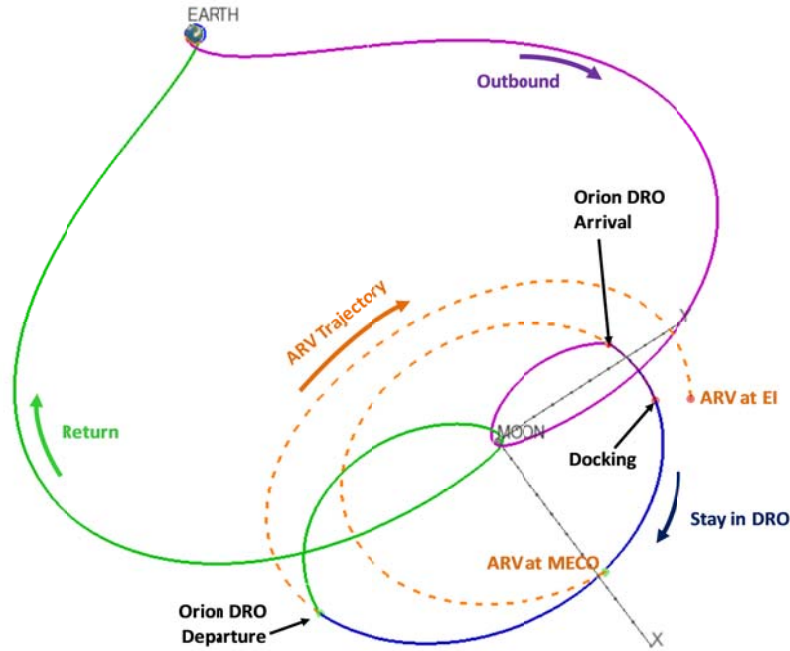 EARTH
Outbound
Orion DRO
Arrival
ARV Trajectory
Y
ARV at EI
Return
MOON
Docking
Stay in DRO
ARV at MECO
Orion DRO
Departure
X